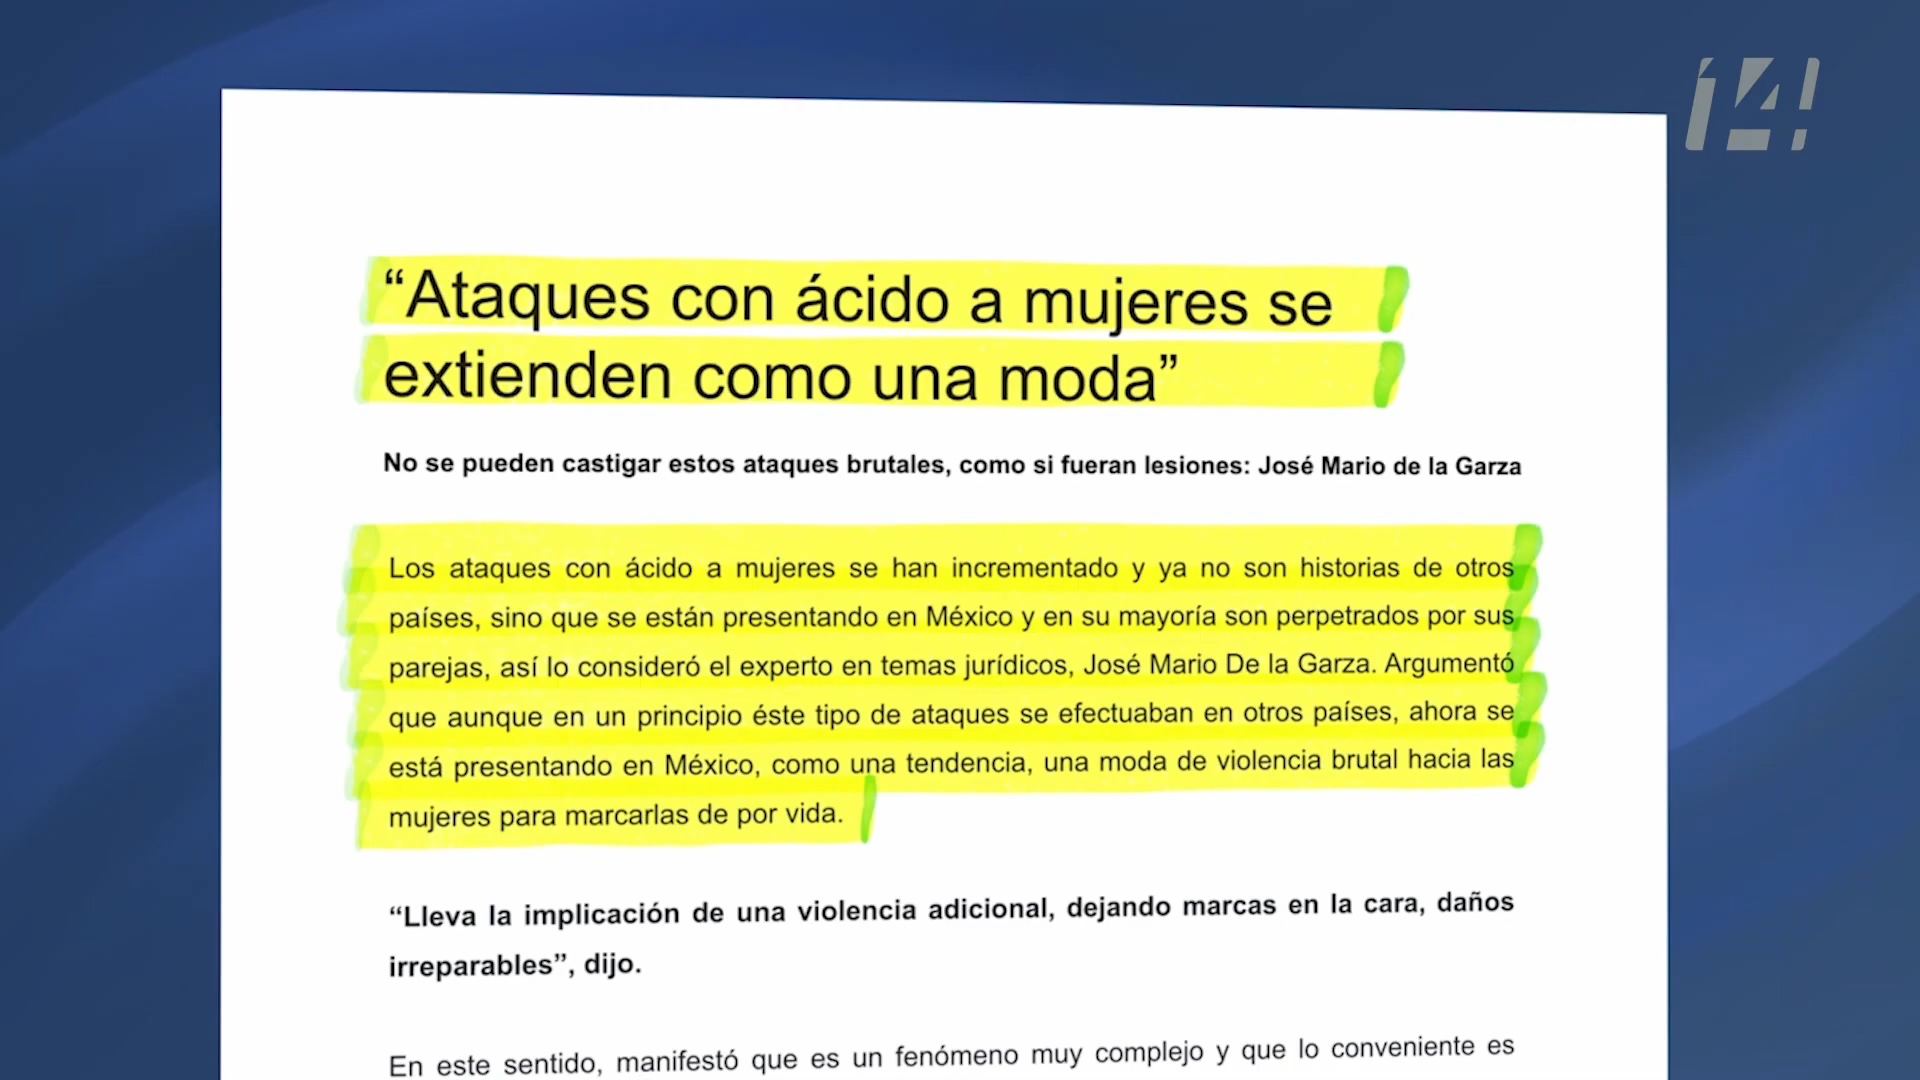 14!
“Ataques con ácido a mujeres se
extienden como una moda”
No se pueden castigar estos ataques brutales, como si fueran lesiones: José Mario de la Garza
Los ataques con ácido a mujeres se han incrementado y ya no son historias de otros
países, sino que se están presentando en México y en su mayoría son perpetrados por sus
parejas, así lo consideró el experto en temas jurídicos, José Mario De la Garza. Argumentó
que aunque en un principio éste tipo de ataques se efectuaban en otros países, ahora se
está presentando en México, como una tendencia, una moda de violencia brutal hacia las
mujeres para marcarlas de por vida.
“Lleva la implicación de una violencia adicional, dejando marcas en la cara, daños
irreparables”, dijo.
En este sentido, manifestó que es un fenómeno muy complejo y que lo conveniente es